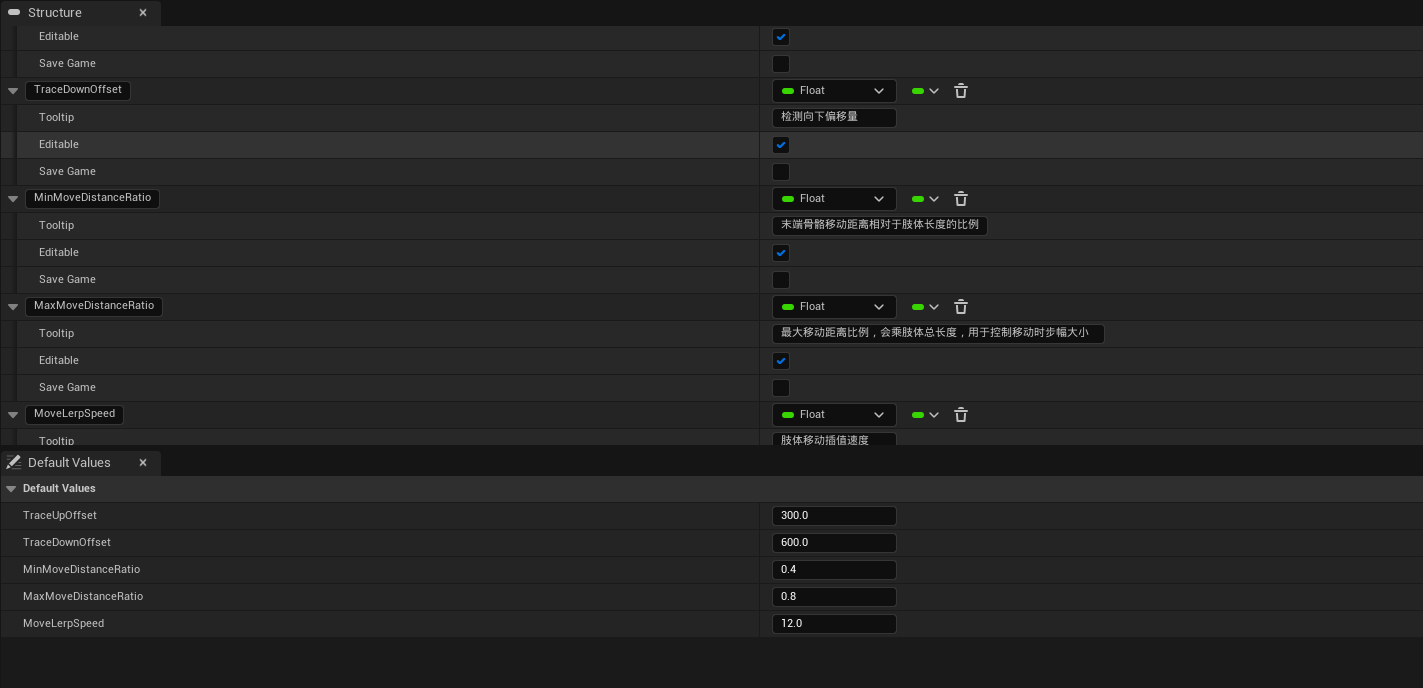 Structure
Editable
Save Game
TraceDownOffset Float
Tooltip 检测向下偏移量
Editable
Save Game
MinMoveDistanceRatio Float
Tooltip 末端骨骼移动距离相对于肢体长度的比例
Editable
Save Game
MaxMoveDistanceRatio Float
Tooltip 最大移动距离比例，会乘肢体总长度，用于控制移动时步幅大小
Editable
Save Game
MoveLerpSpeed Float
Tooltip 肢体移动插值速度
Default Values
Default Values
TraceUpOffset 300.0
TraceDownOffset 600.0
MinMoveDistanceRatio 0.4
MaxMoveDistanceRatio 0.8
MoveLerpSpeed 12.0